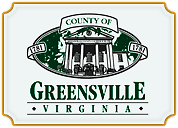 COUNTY OF
1781 1781
GREENSVILLE
• VIRGINIA •